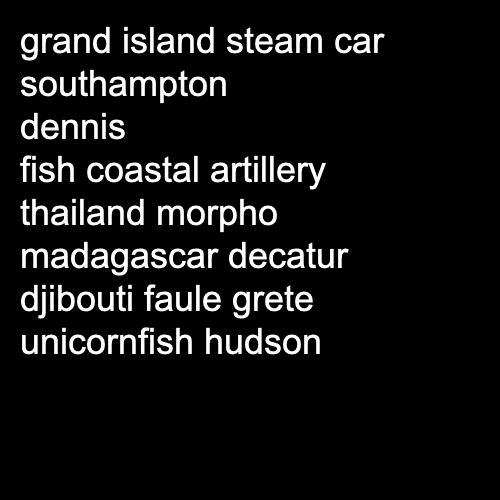 grand island steam car
southampton
dennis
fish coastal artillery
thailand morpho
madagascar decatur
djibouti faule grete
unicornfish hudson